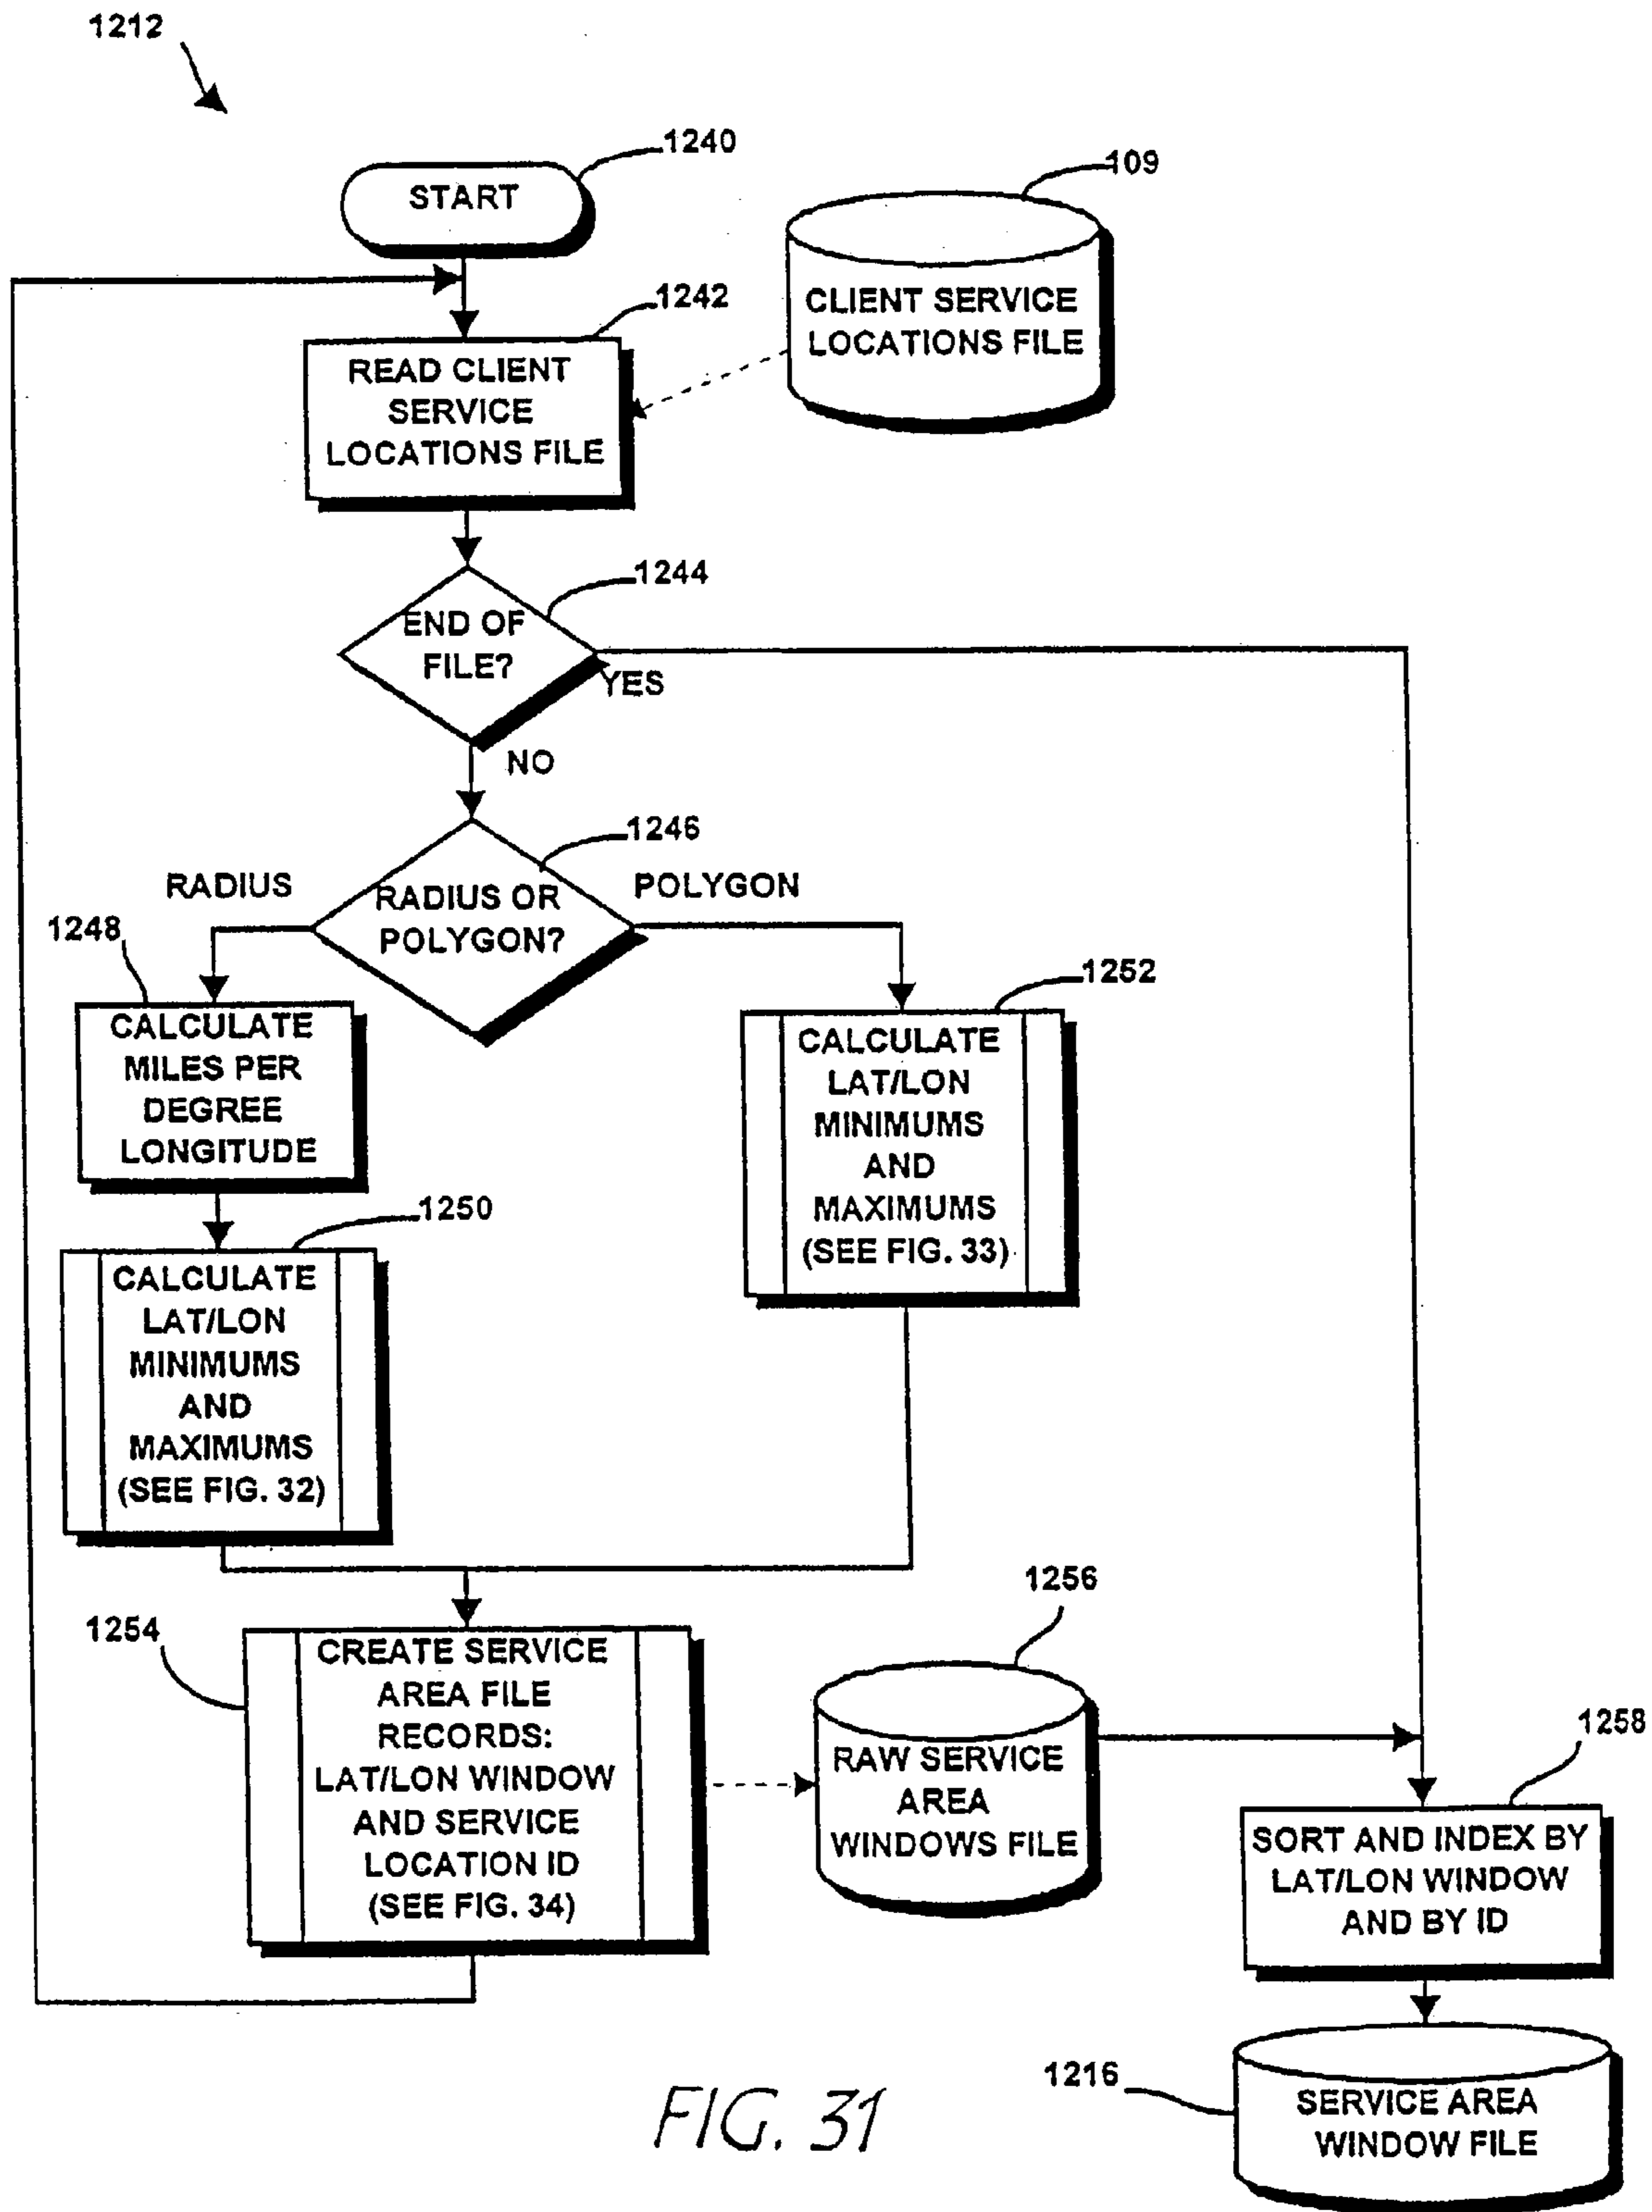 1212
1240
START
109
CLIENT SERVICE
LOCATIONS FILE
1242
READ CLIENT
SERVICE
LOCATIONS FILE
1244
END OF
FILE?
YES
NO
1246
RADIUS
RADIUS OR
POLYGON?
POLYGON
1248
CALCULATE
MILES PER
DEGREE
LONGITUDE
1252
CALCULATE
LAT/LON
MINIMUMS
AND
MAXIMUMS
(SEE FIG. 33)
1250
CALCULATE
LAT/LON
MINIMUMS
AND
MAXIMUMS
(SEE FIG. 32)
1254
CREATE SERVICE
AREA FILE
RECORDS:
LAT/LON WINDOW
AND SERVICE
LOCATION ID
(SEE FIG. 34)
1256
RAW SERVICE
AREA
WINDOWS FILE
1258
SORT AND INDEX BY
LAT/LON WINDOW
AND BY ID
1216
SERVICE AREA
WINDOW FILE
FIG. 31